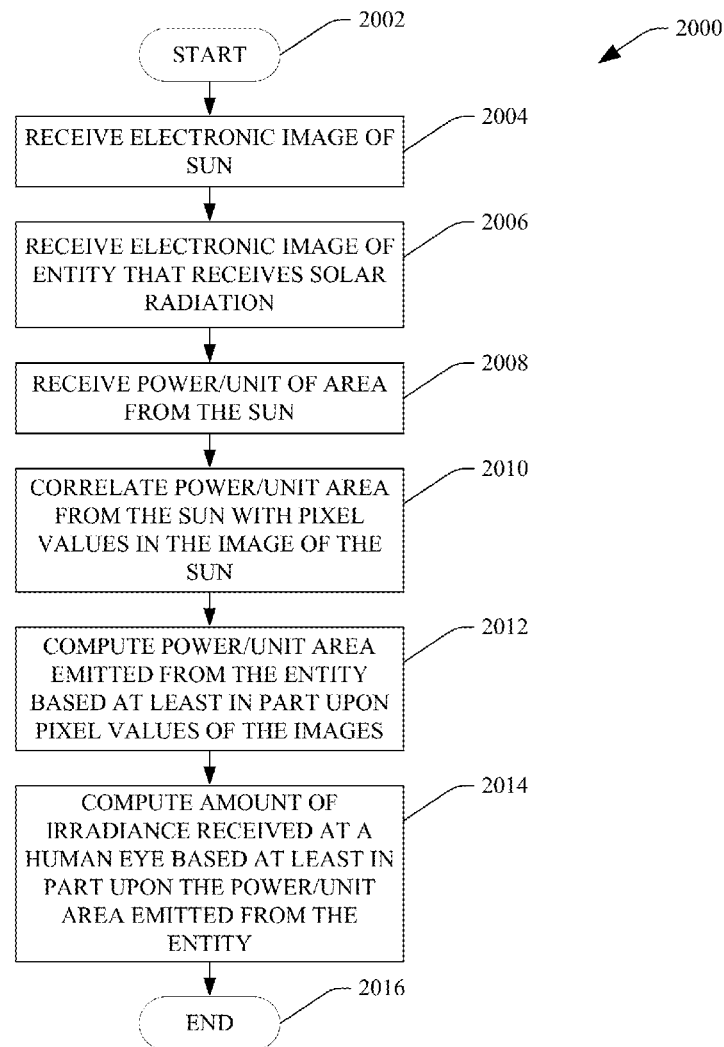 2002
2000
START
2004
RECEIVE ELECTRONIC IMAGE OF
SUN
2006
RECEIVE ELECTRONIC IMAGE OF
ENTITY THAT RECEIVES SOLAR
RADIATION
2008
RECEIVE POWER/UNIT OF AREA
FROM THE SUN
2010
CORRELATE POWER/UNIT AREA
FROM THE SUN WITH PIXEL
VALUES IN THE IMAGE OF THE
SUN
2012
COMPUTE POWER/UNIT AREA
EMITTED FROM THE ENTITY
BASED AT LEAST IN PART UPON
PIXEL VALUES OF THE IMAGES
2014
COMPUTE AMOUNT OF
IRRADIANCE RECEIVED AT A
HUMAN EYE BASED AT LEAST IN
PART UPON THE POWER/UNIT
AREA EMITTED FROM THE
ENTITY
2016
END